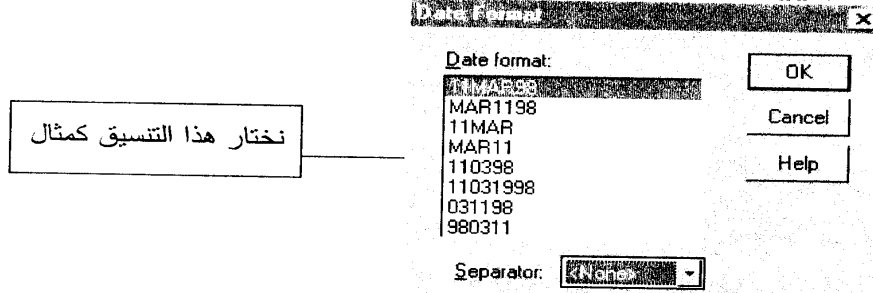 Date Format
Date format:
11MAR98
MAR1198
11MAR
MAR11
110398
11031998
031198
980311
Separator: <None>
OK
Cancel
Help
نختار هذا التنسيق كمثال